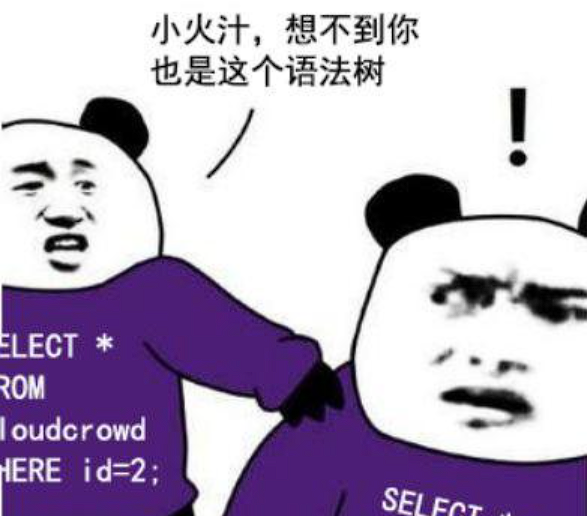 小火汁，想不到你
也是这个语法树
!
ELECT *
ROM
loudcrowd
HERE id=2;
SELECT *